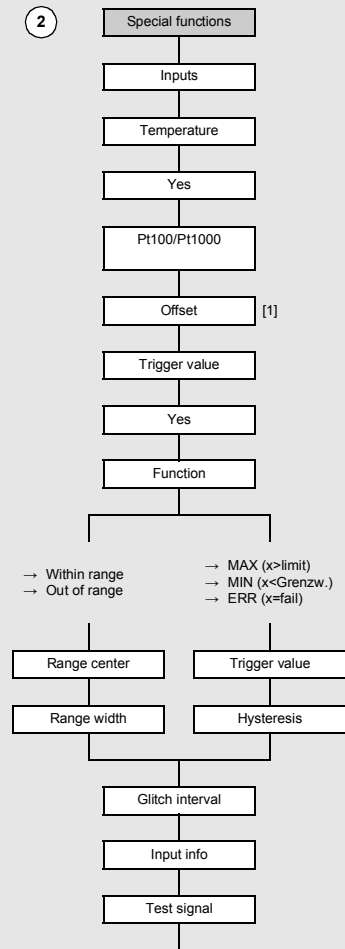 2
Special functions
Inputs
Temperature
Yes
Pt100/Pt1000
Offset [1]
Trigger value
Yes
Function
→ Within range
→ Out of range
→ MAX (x>limit)
→ MIN (x<Grenzw.)
→ ERR (x=fail)
Range center
Range width
Trigger value
Hysteresis
Glitch interval
Input info
Test signal